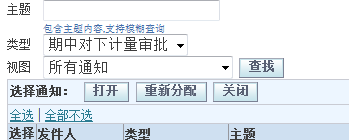 主题
包含主题内容,支持模糊查询
类型 期中对下计量审批
视图 所有通知 查找
选择通知: 打开 重新分配 关闭
全选 | 全部不选
选择 发件人 类型 主题